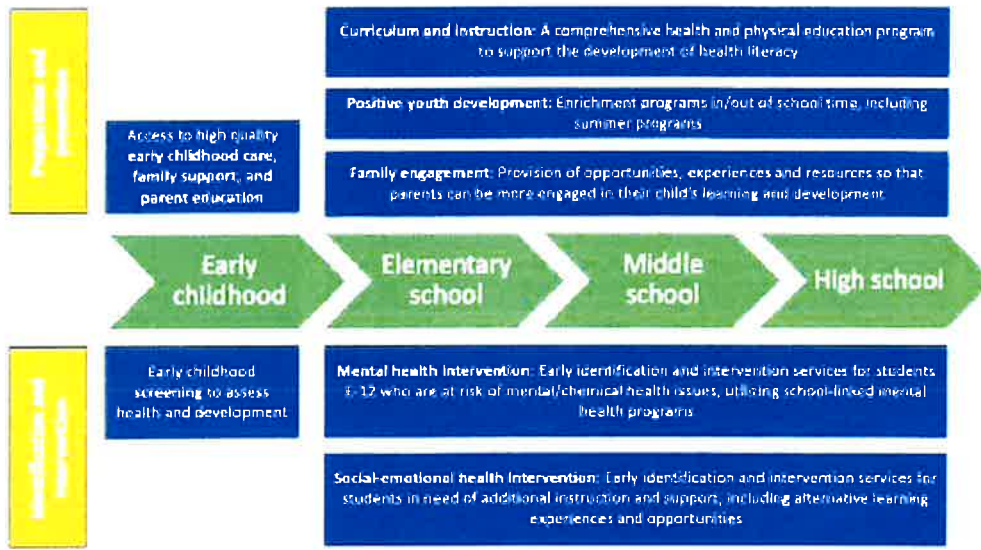 Curriculum and instruction: A comprehensive health and physical education program
to support the development of health literacy
Positive youth development: Enrichment programs in/out of school time, including
summer programs
Access to high quality
early childhood care,
family support, and
parent education
Family engagement: Provision of opportunities, experiences and resources so that
parents can be more engaged in their child's learning and development
Early
childhood
Elementary
school
Middle
school
High school
Early childhood
screening to assess
health and development
Mental health intervention: Early identification and intervention services for students
E-12 who are at risk of mental/chemical health issues, utilizing school-linked mental
health programs
Social-emotional health intervention: Early identification and intervention services for
students in need of additional instruction and support, including alternative learning
experiences and opportunities